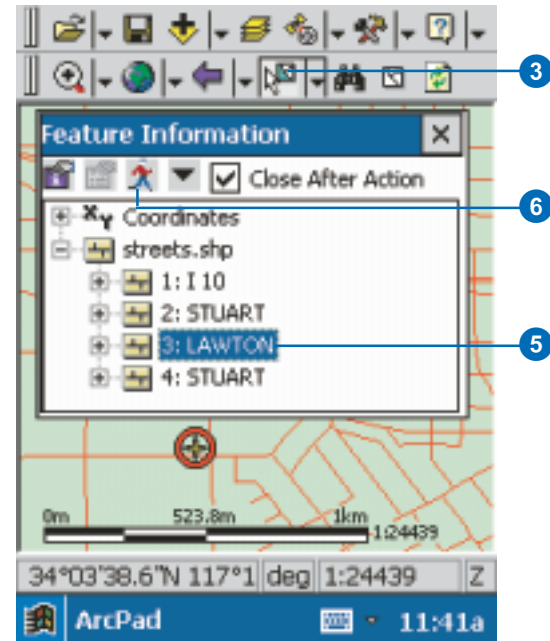 3
Feature Information
Close After Action
6
XY Coordinates
streets.shp
1: I 10
2: STUART
3: LAWTON
5
4: STUART
0m 523.8m 1km
1:24439
34°03'38.6"N 117°1 deg 1:24439 Z
ArcPad 11:41a